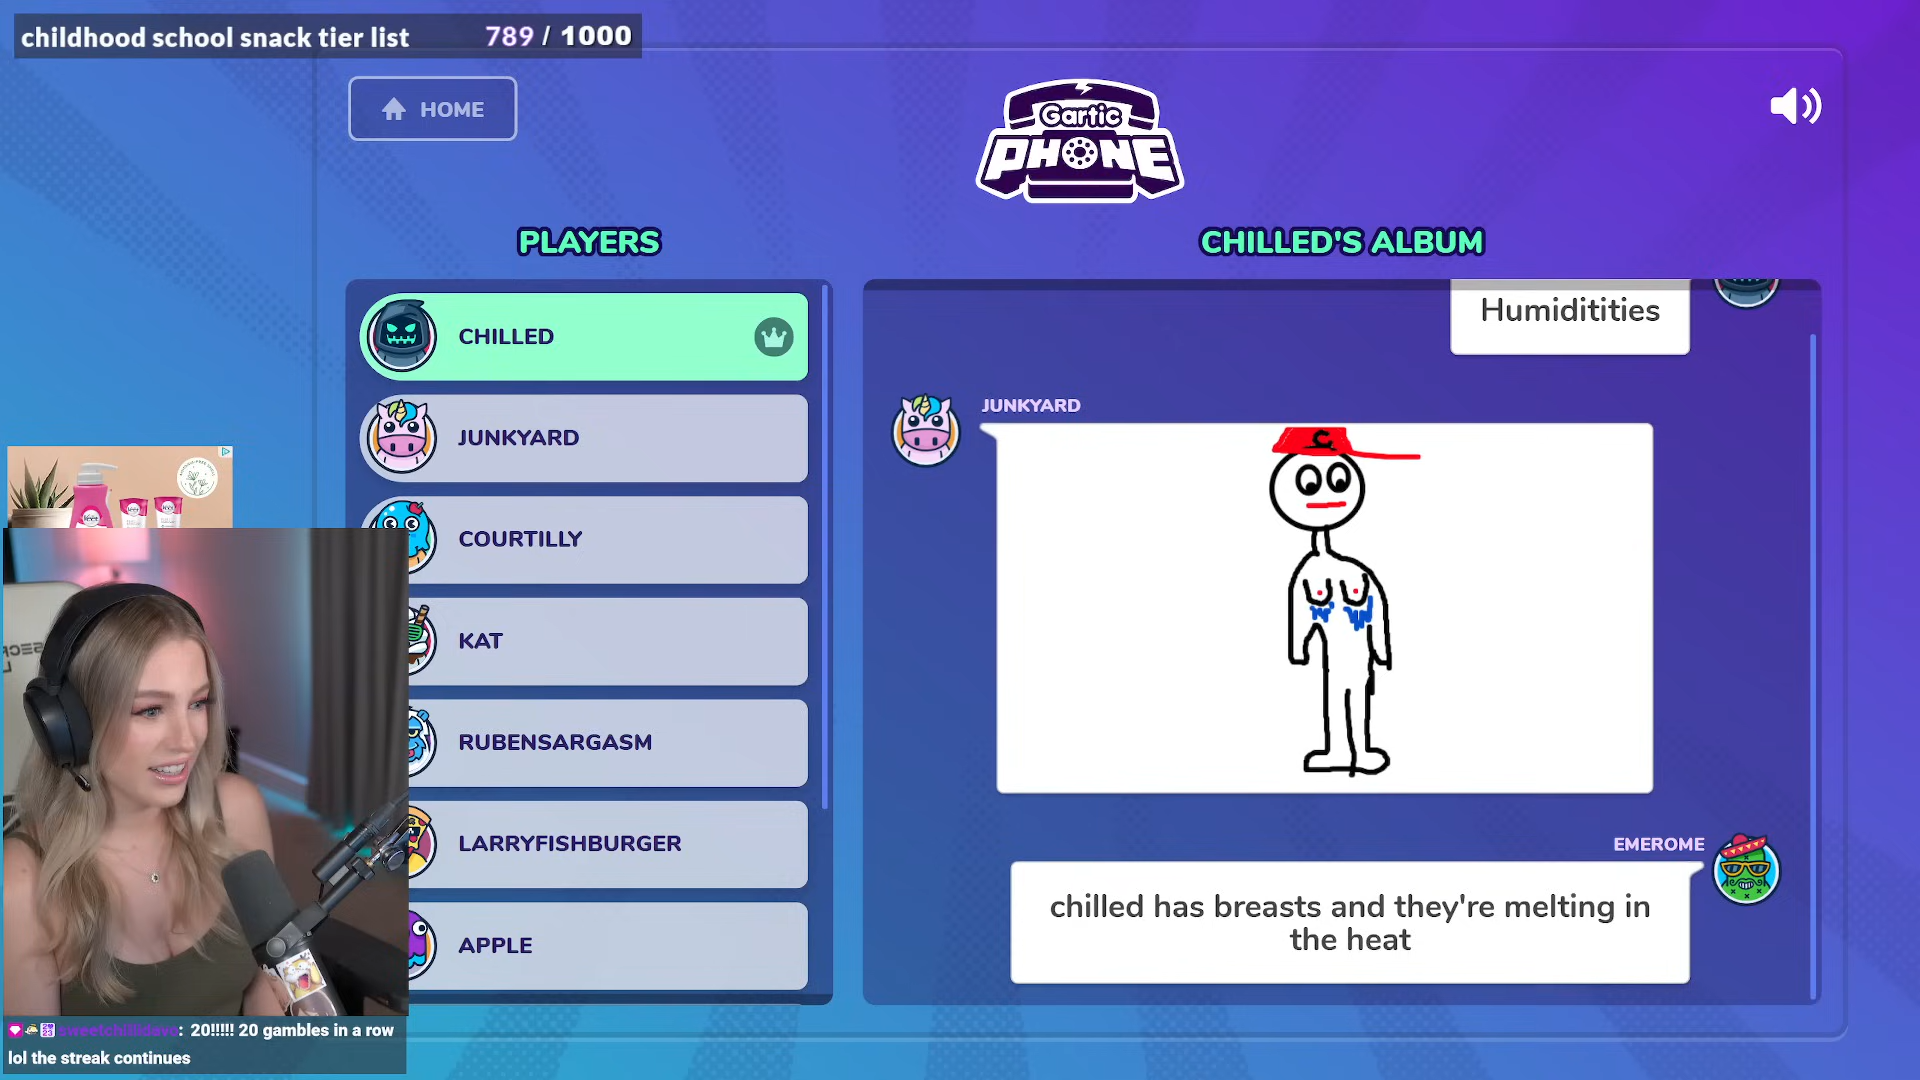 childhood school snack tier list 789 / 1000
HOME
Gartic
PHONE
PLAYERS
CHILLED'S ALBUM
CHILLED
JUNKYARD
COURTILLY
KAT
RUBENSARGASM
LARRYFISHBURGER
APPLE
Humiditities
JUNKYARD
C
EMEROME
chilled has breasts and they're melting in
the heat
Veet
sweetchillidave: 20!!!!! 20 gambles in a row
lol the streak continues